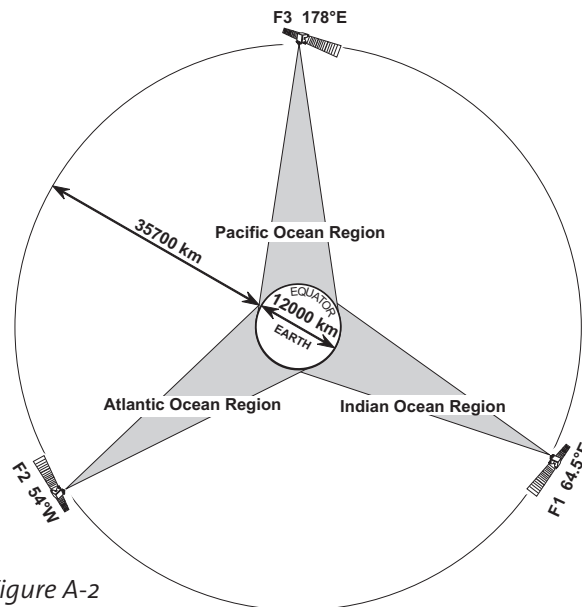 F3 178°E
35700 km
Pacific Ocean Region
EQUATOR
12000 km
EARTH
Atlantic Ocean Region
Indian Ocean Region
F2 54°W
F1 64.5°E
igure A-2